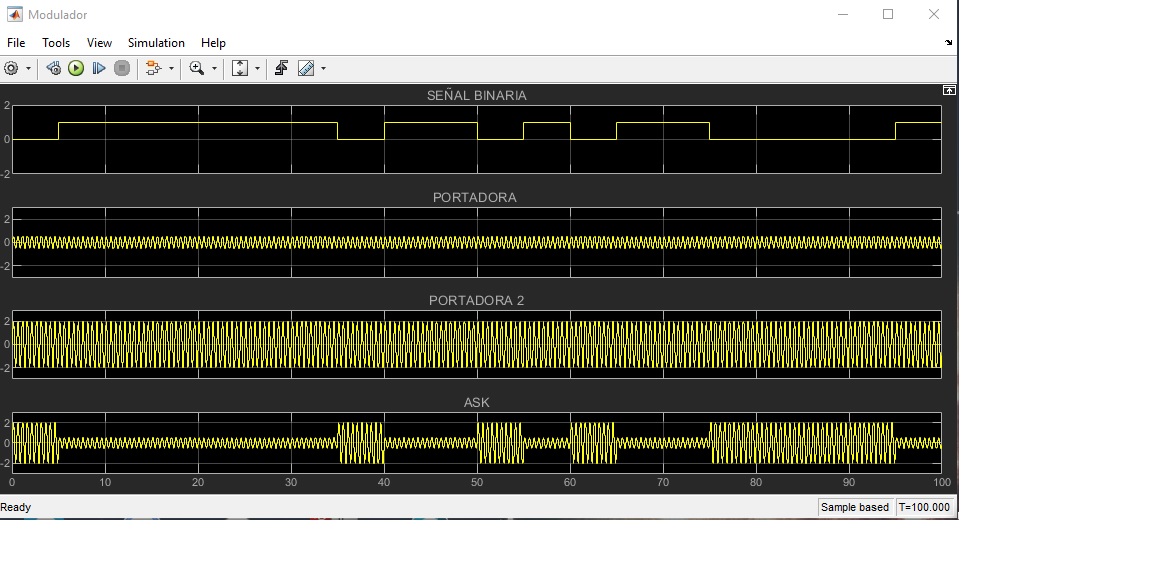 Modulador
File Tools View Simulation Help
SEÑAL BINARIA
2
0
-2
PORTADORA
2
0
-2
PORTADORA 2
2
0
-2
ASK
2
0
-2
0 10 20 30 40 50 60 70 80 90 100
Ready Sample based T=100.000